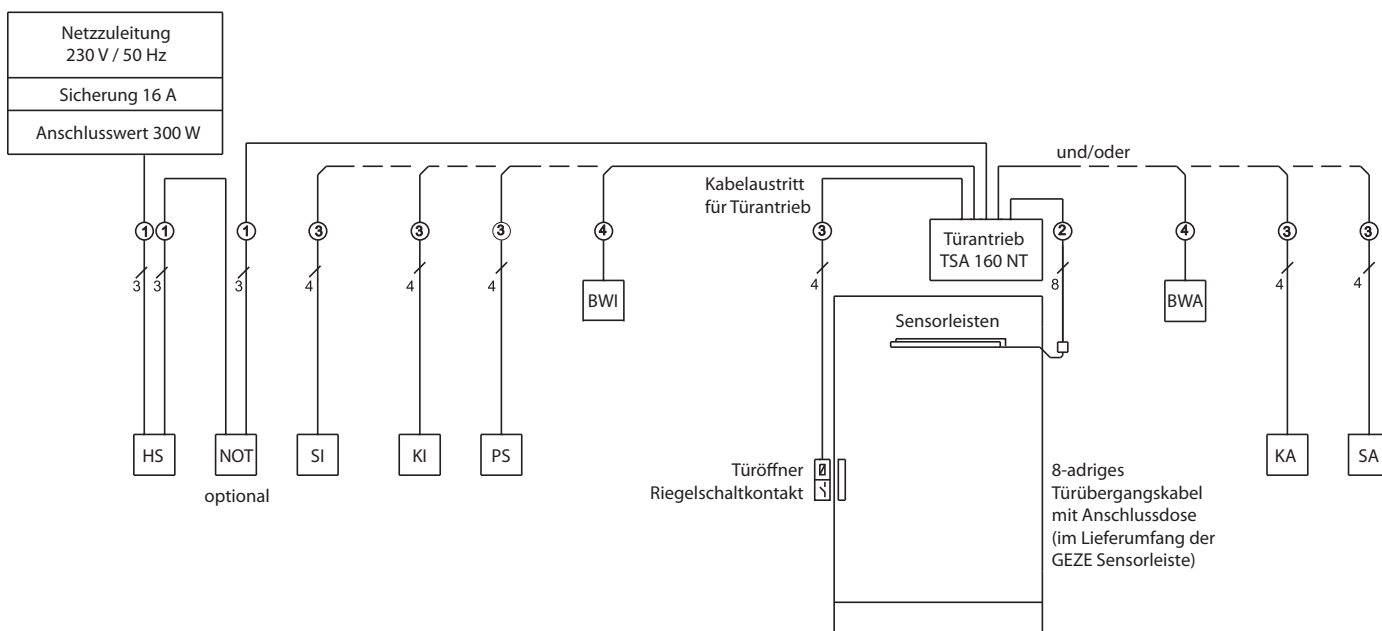 Netzzuleitung
230 V / 50 Hz
Sicherung 16 A
Anschlusswert 300 W
und/oder
Kabelaustritt
für Türantrieb
1 1 1 3 3 3 4 3 2 4 3 3
Türantrieb
TSA 160 NT
3 3 3 4 4 4 4 8 4 4
BWI
BWA
Sensorleisten
HS NOT SI KI PS
KA SA
optional
Türöffner
Riegelschaltkontakt
8-adriges
Türübergangskabel
mit Anschlussdose
(im Lieferumfang der
GEZE Sensorleiste)